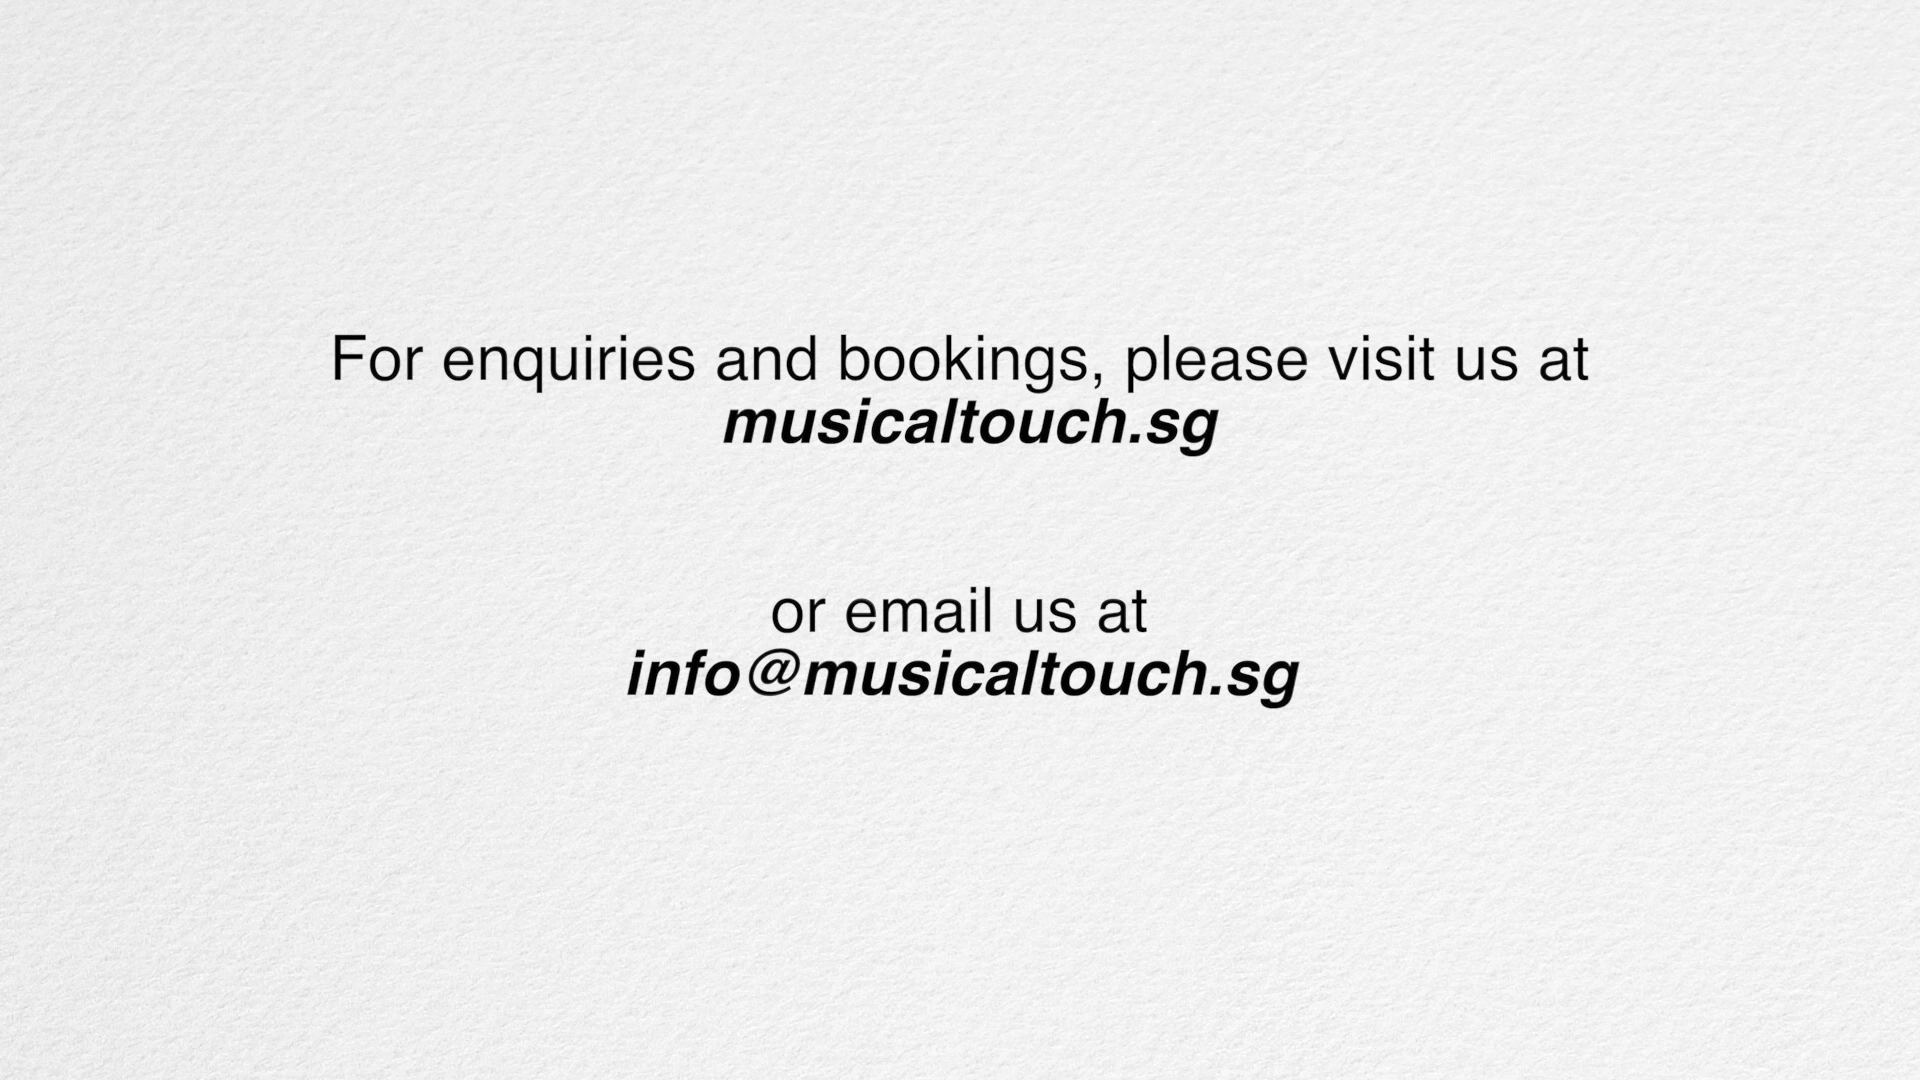 For enquiries and bookings, please visit us at
musicaltouch.sg
or email us at
info@musicaltouch.sg